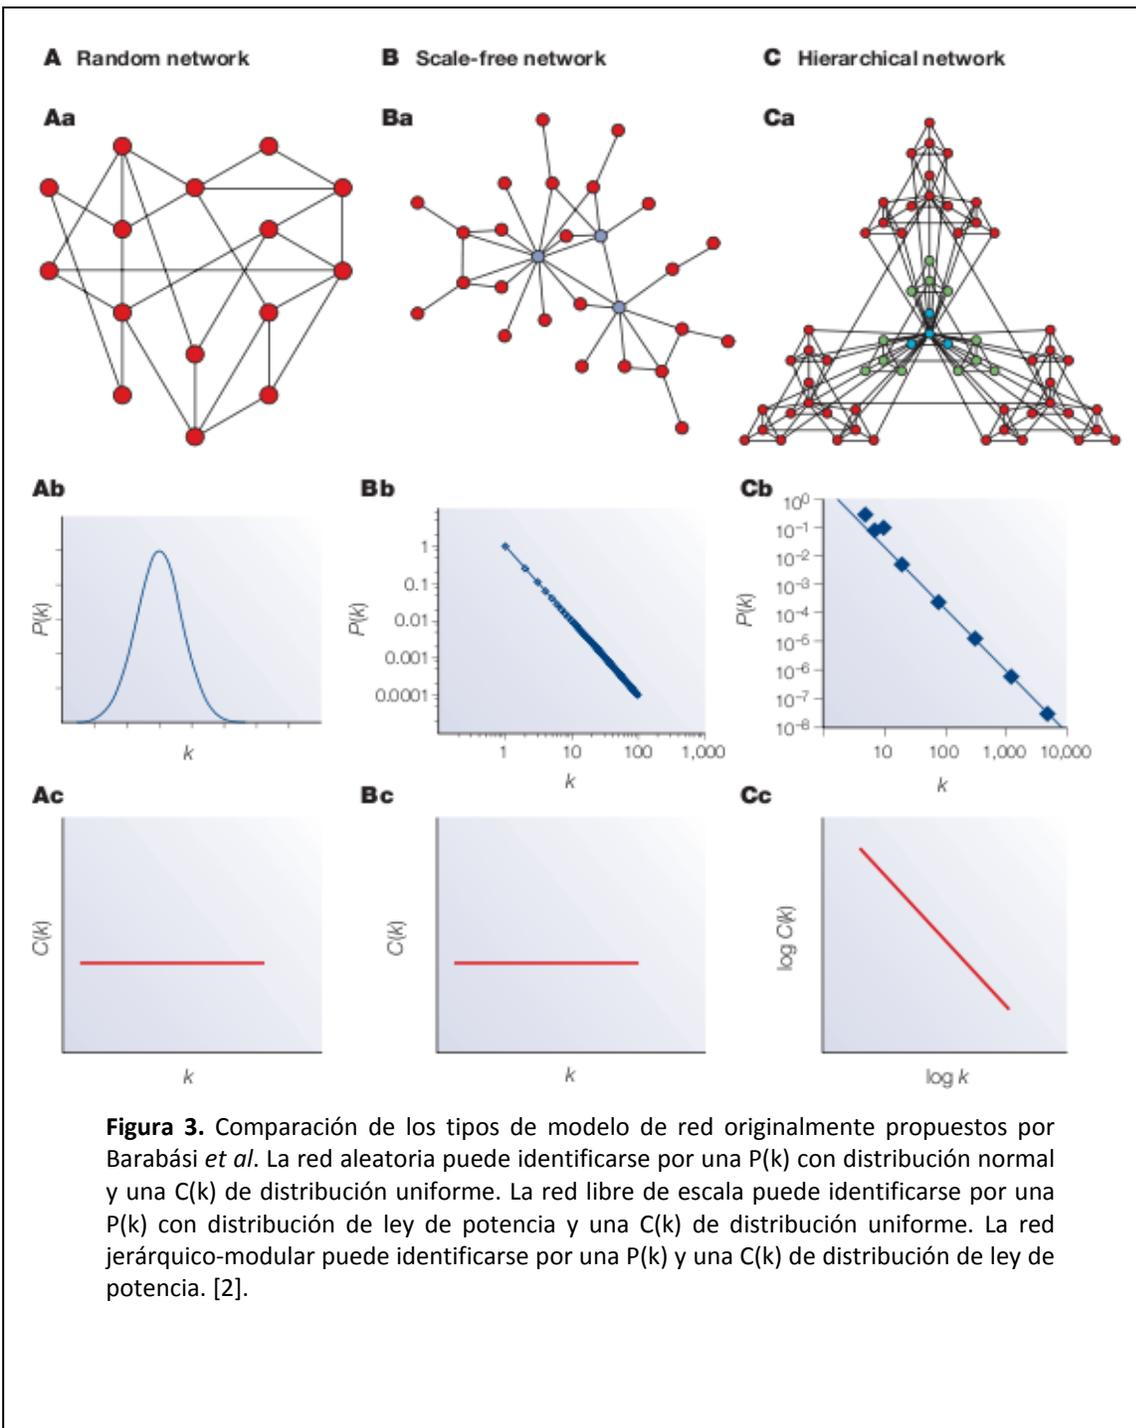 A Random network
B Scale-free network
C Hierarchical network
Aa
Ba
Ca
Ab
P(k)
k
Bb
1
0.1
0.01
0.001
0.0001
P(k)
1
10
100
1,000
k
Cb
10⁰
10⁻¹
10⁻²
10⁻³
10⁻⁴
10⁻⁵
10⁻⁶
10⁻⁷
10⁻⁸
P(k)
10
100
1,000
10,000
k
Ac
C(k)
k
Bc
C(k)
k
Cc
log C(k)
log k
Figura 3. Comparación de los tipos de modelo de red originalmente propuestos por
Barabási et al. La red aleatoria puede identificarse por una P(k) con distribución normal
y una C(k) de distribución uniforme. La red libre de escala puede identificarse por una
P(k) con distribución de ley de potencia y una C(k) de distribución uniforme. La red
jerárquico-modular puede identificarse por una P(k) y una C(k) de distribución de ley de
potencia. [2].